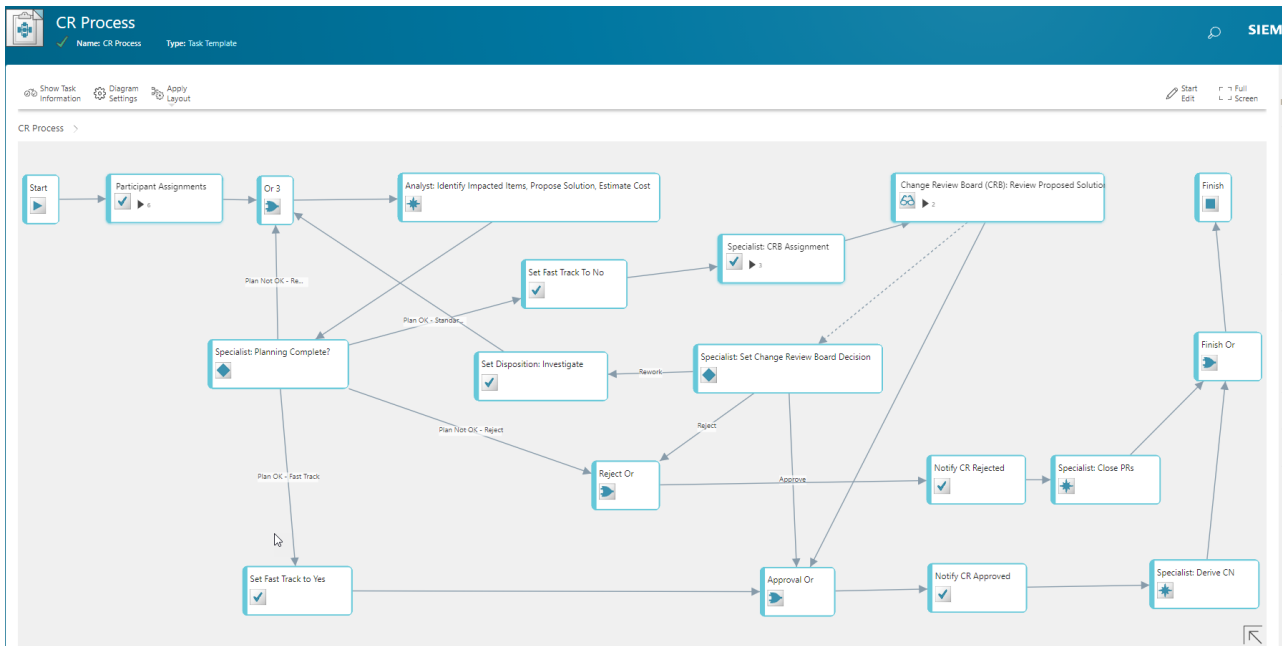 CR Process
Name: CR Process Type: Task Template
SIEM
Show Task
Information
Diagram
Settings
Apply
Layout
Start
Edit
Full
Screen
CR Process
Start
Participant Assignments
6
Or 3
Analyst: Identify Impacted Items, Propose Solution, Estimate Cost
Change Review Board (CRB): Review Proposed Solutio
2
Finish
Specialist: CRB Assignment
3
Set Fast Track To No
Plan Not OK - Re...
Plan OK - Standar...
Specialist: Planning Complete?
Set Disposition: Investigate
Rework
Specialist: Set Change Review Board Decision
Finish Or
Plan Not OK - Reject
Reject
Plan OK - Fast Track
Reject Or
Approve
Notify CR Rejected
Specialist: Close PRs
Set Fast Track to Yes
Approval Or
Notify CR Approved
Specialist: Derive CN